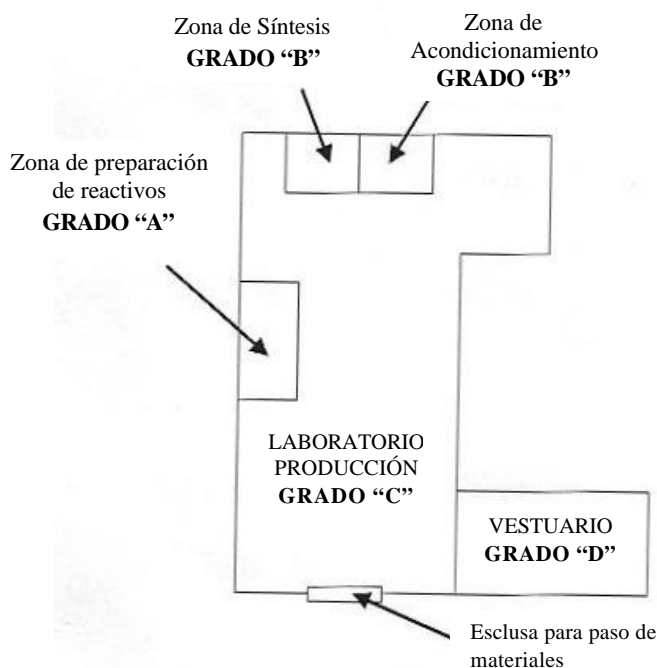 Zona de Síntesis
GRADO “B”
Zona de
Acondicionamiento
GRADO “B”
Zona de preparación
de reactivos
GRADO “A”
LABORATORIO
PRODUCCIÓN
GRADO “C”
VESTUARIO
GRADO “D”
Esclusa para paso de
materiales